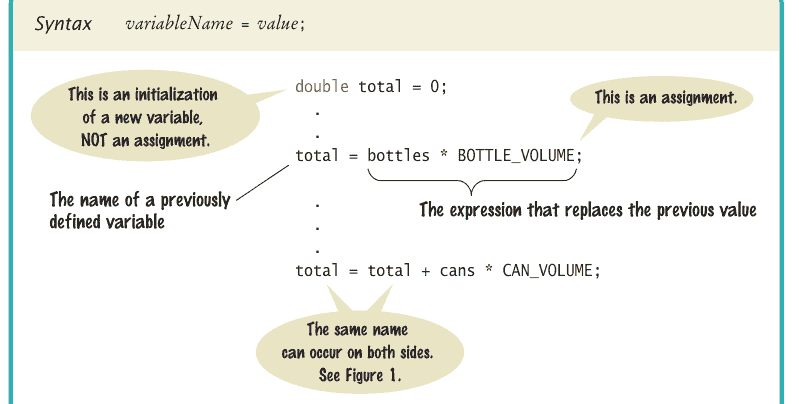 Syntax variableName = value;
double total = 0;
This is an initialization
of a new variable,
NOT an assignment.
This is an assignment.
.
.
total = bottles * BOTTLE_VOLUME;
The name of a previously
defined variable
The expression that replaces the previous value
.
.
.
total = total + cans * CAN_VOLUME;
The same name
can occur on both sides.
See Figure 1.